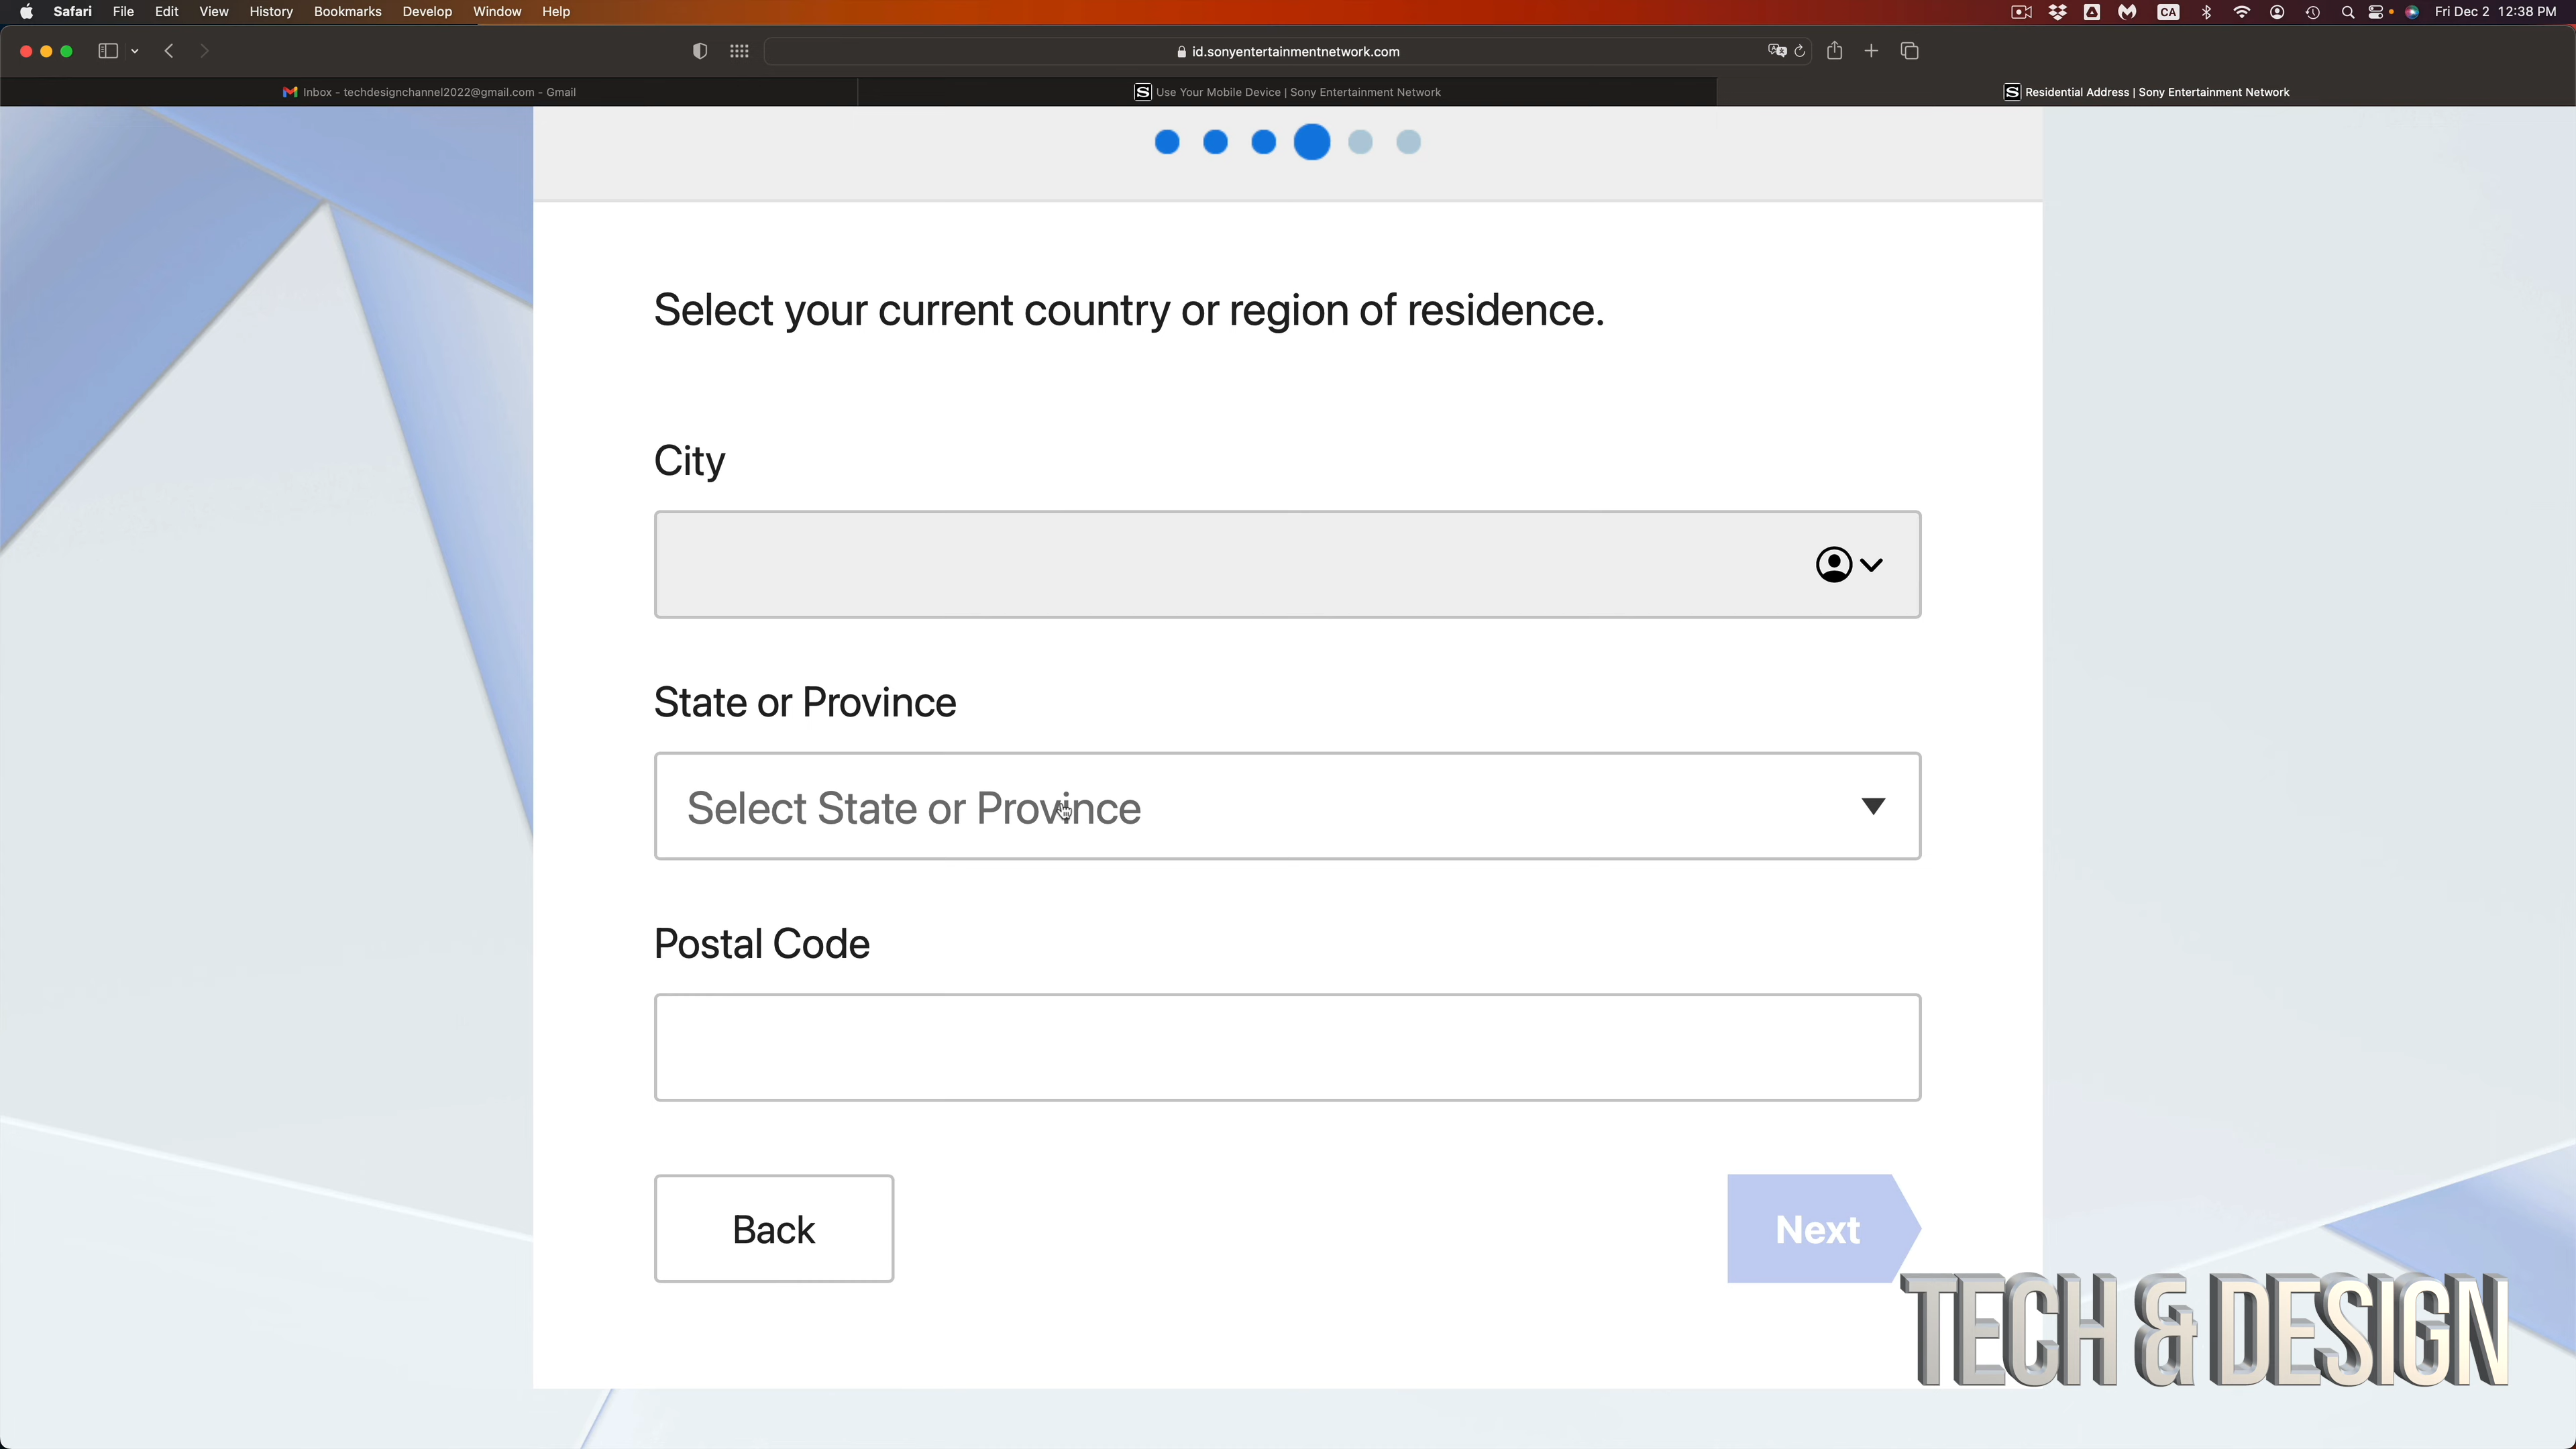 Safari File Edit View History Bookmarks Develop Window Help CA Fri Dec 2 12:38 PM
id.sonyentertainmentnetwork.com
Inbox - techdesignchannel2022@gmail.com - Gmail
S Use Your Mobile Device | Sony Entertainment Network
S Residential Address | Sony Entertainment Network
Select your current country or region of residence.
City
State or Province
Select State or Province
Postal Code
Back
Next
TECH & DESIGN